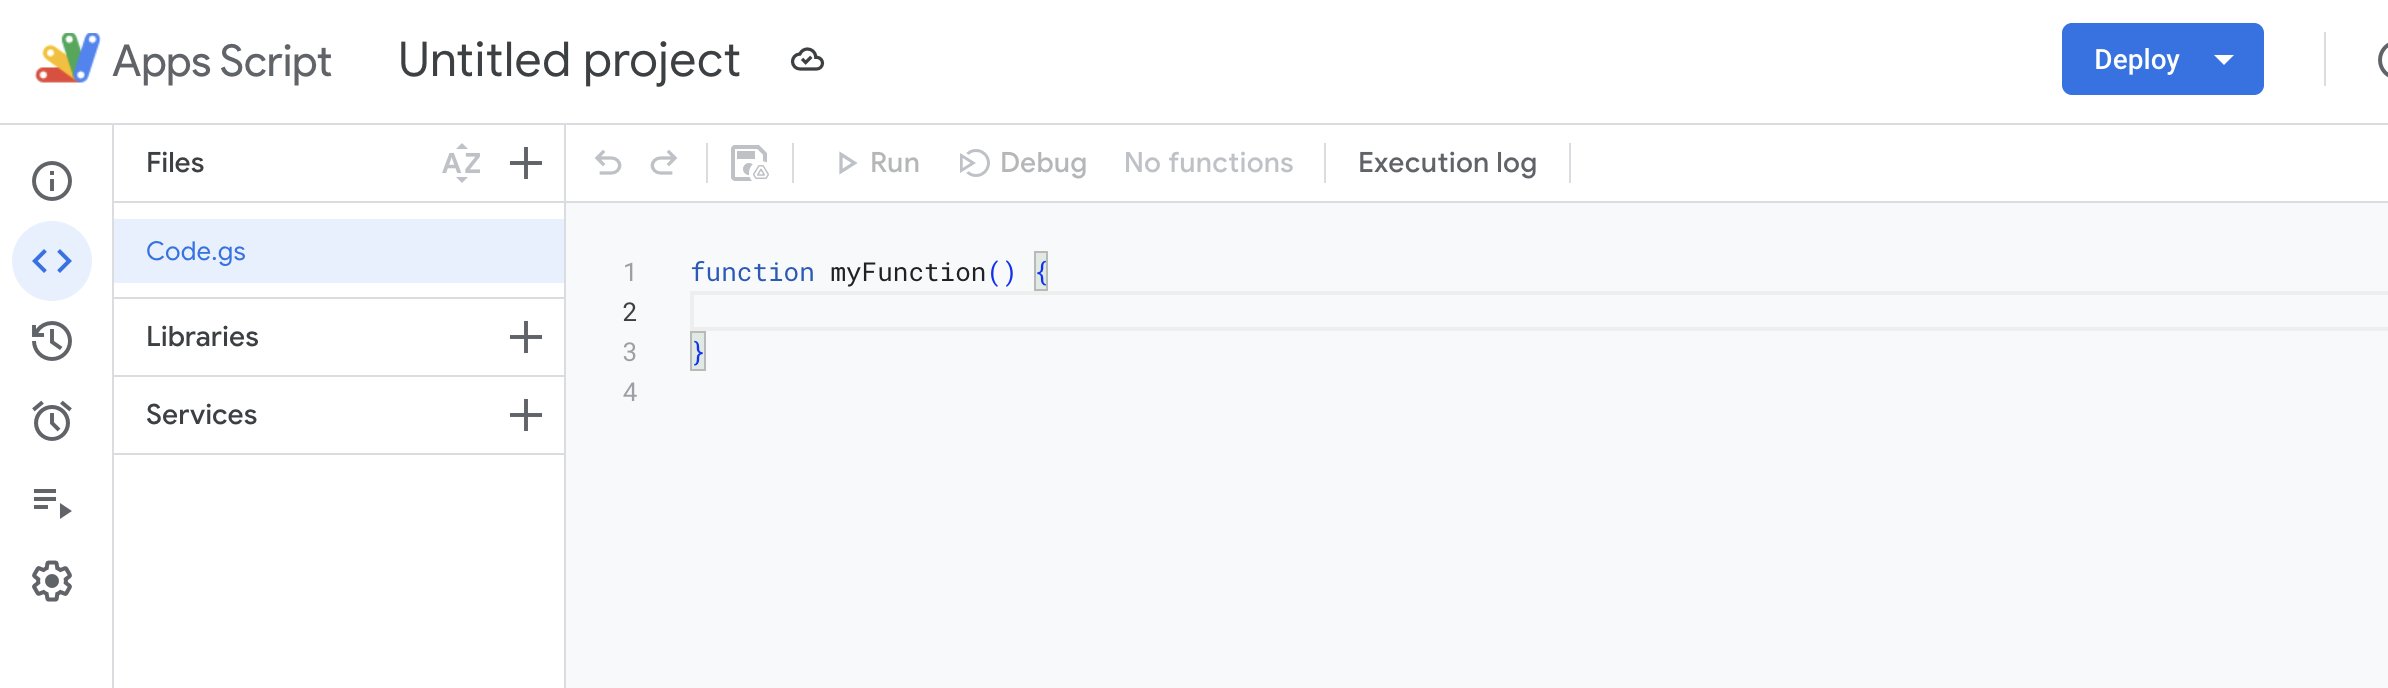 Apps Script Untitled project Deploy
Files AZ Run Debug No functions Execution log
Code.gs
Libraries
Services
1 function myFunction() {
2
3 }
4